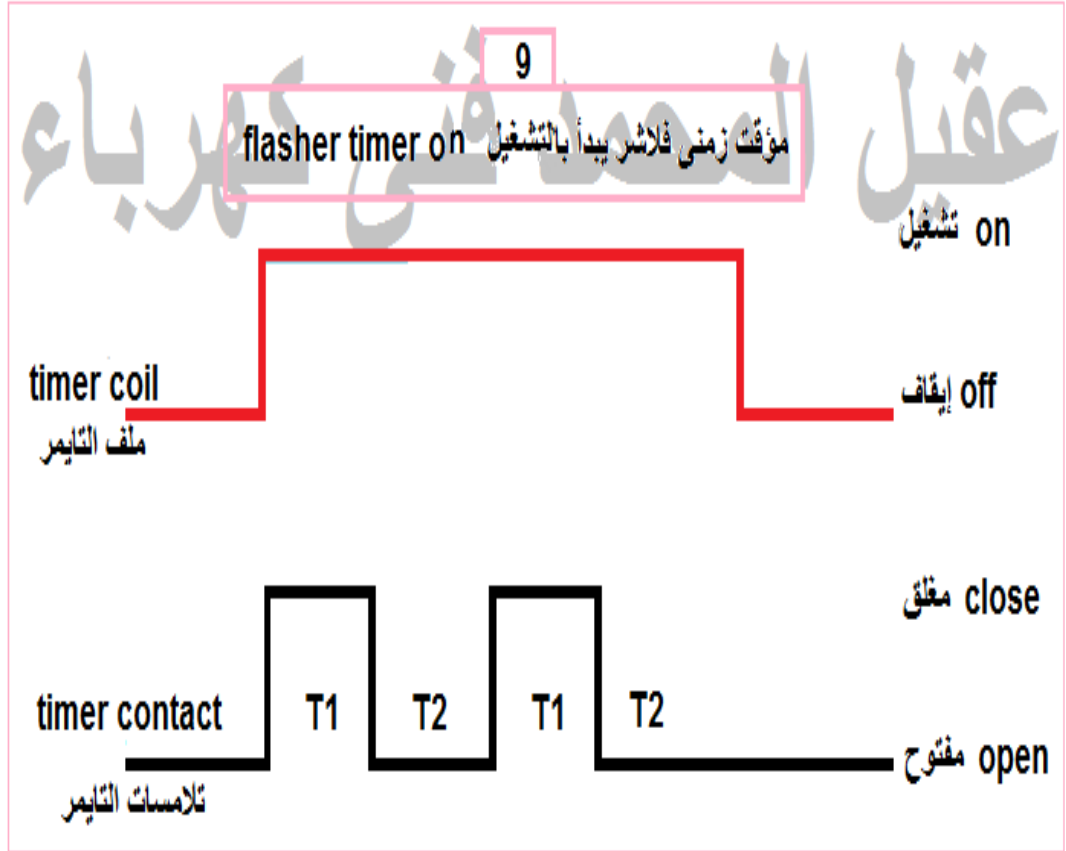 عقيل المحمد فنى كهرباء
9
flasher timer on مؤقت زمنى فلاشر يبدأ بالتشغيل
on تشغيل
timer coil
off إيقاف
ملف التايمر
close مغلق
timer contact T1 T2 T1 T2
open مفتوح
تلامسات التايمر